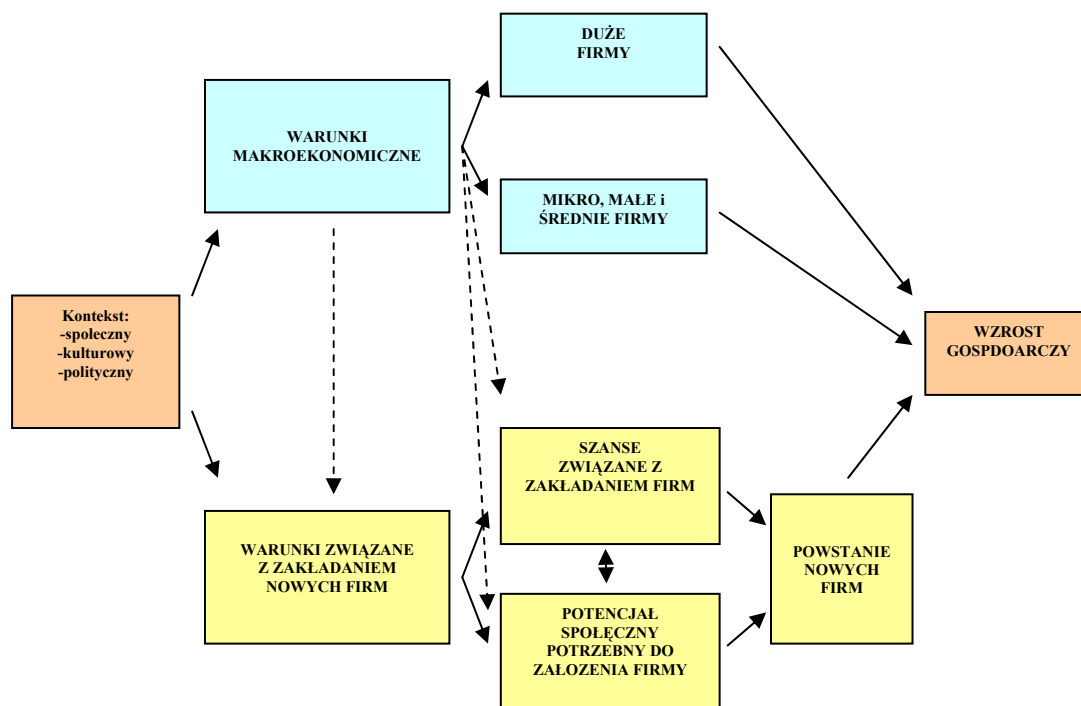 DUŻE
FIRMY
WARUNKI
MAKROEKONOMICZNE
MIKRO, MAŁE i
ŚREDNIE FIRMY
Kontekst:
-społeczny
-kulturowy
-polityczny
WZROST
GOSPDOARCZY
SZANSE
ZWIĄZANE Z
ZAKŁADANIEM FIRM
WARUNKI ZWIĄZANE
Z ZAKŁADANIEM
NOWYCH FIRM
POWSTANIE
NOWYCH
FIRM
POTENCJAŁ
SPOŁĘCZNY
POTRZEBNY DO
ZAŁOZENIA FIRMY